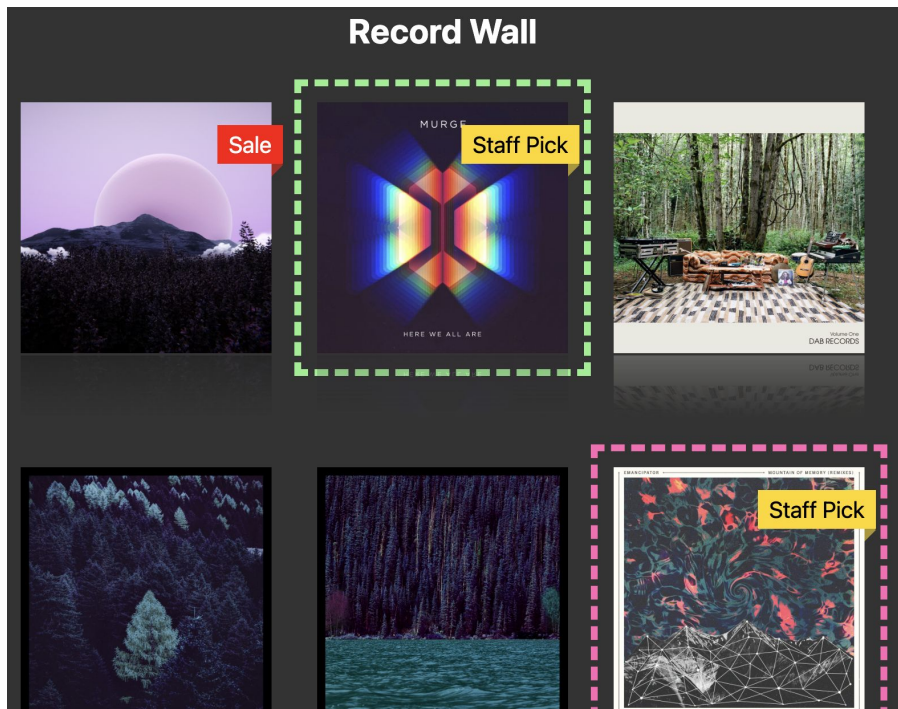 Record Wall
Sale
MURGE
Staff Pick
HERE WE ALL ARE
Volume One
DAB RECORDS
EMANCIPATOR
MOUNTAIN OF MEMORY (REMIXES)
Staff Pick